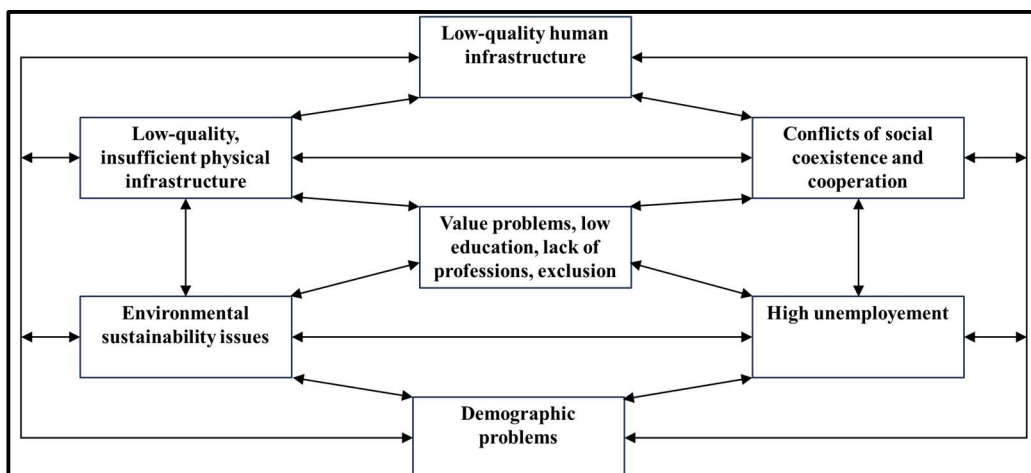 Low-quality human
infrastructure
Low-quality,
insufficient physical
infrastructure
Conflicts of social
coexistence and
cooperation
Value problems, low
education, lack of
professions, exclusion
Environmental
sustainability issues
High unemployement
Demographic
problems